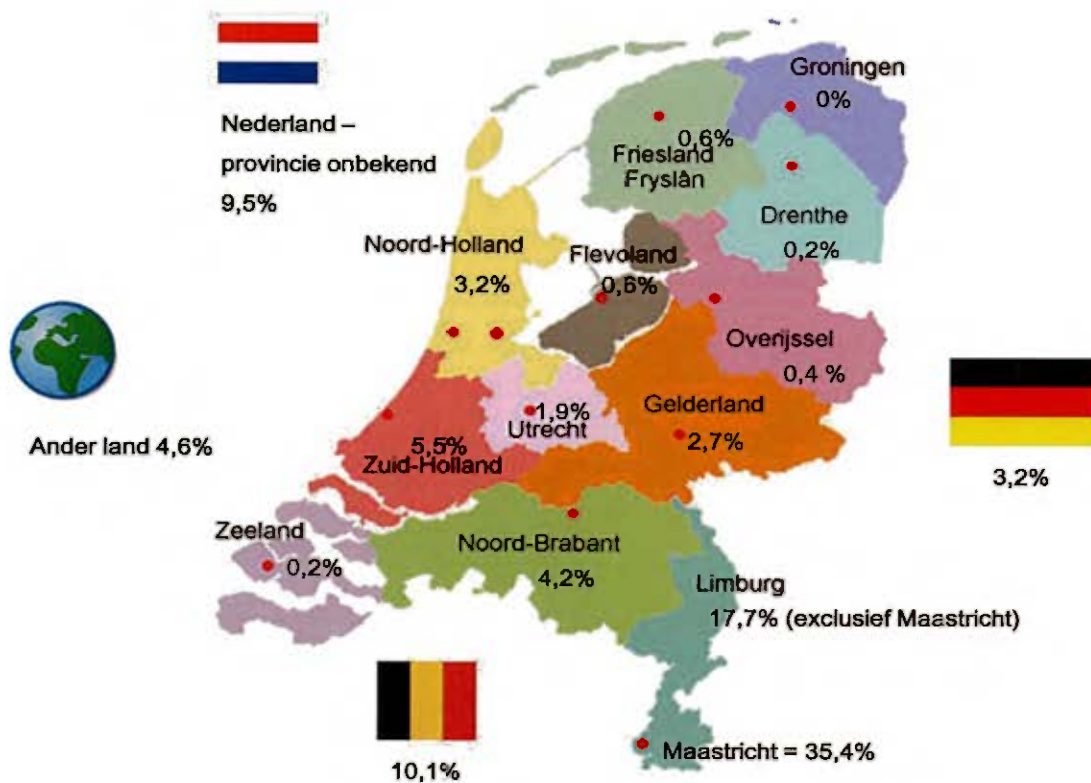 Nederland –
provincie onbekend
9,5%
Groningen
0%
0,6%
Friesland
Fryslân
Drenthe
0,2%
Noord-Holland
3,2%
Flevoland
0,6%
Overijssel
0,4 %
Ander land 4,6%
1,9%
Utrecht
Gelderland
2,7%
5,5%
Zuid-Holland
3,2%
Zeeland
0,2%
Noord-Brabant
4,2%
Limburg
17,7% (exclusief Maastricht)
10,1%
Maastricht = 35,4%